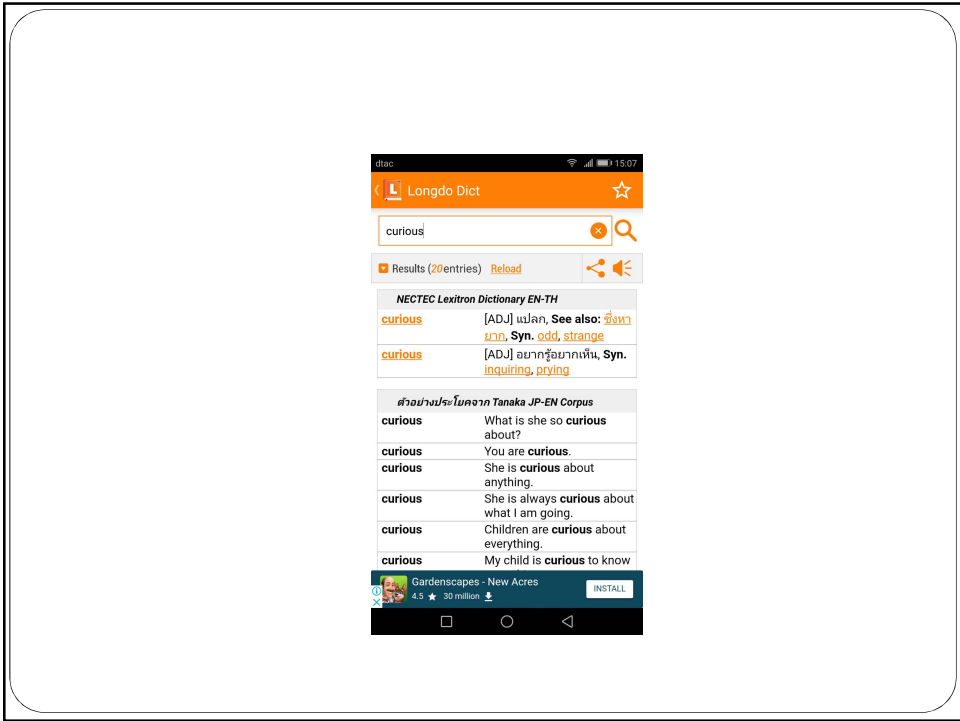 dtac 15:07
L Longdo Dict
curious
Results (20entries) Reload
NECTEC Lexitron Dictionary EN-TH
curious [ADJ] แปลก, See also: ซึ่งหา
ยาก, Syn. odd, strange
curious [ADJ] อยากรู้อยากเห็น, Syn.
inquiring, prying
ตัวอย่างประโยคจาก Tanaka JP-EN Corpus
curious What is she so curious
about?
curious You are curious.
curious She is curious about
anything.
curious She is always curious about
what I am going.
curious Children are curious about
everything.
curious My child is curious to know
Gardenscapes - New Acres
4.5 ★ 30 million
INSTALL